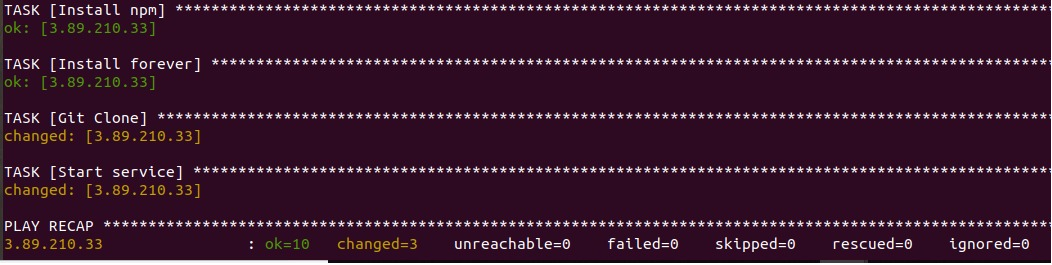 TASK [Install npm] *************************************************************************************************
ok: [3.89.210.33]
TASK [Install forever] *********************************************************************************************
ok: [3.89.210.33]
TASK [Git Clone] ***************************************************************************************************
changed: [3.89.210.33]
TASK [Start service] ***********************************************************************************************
changed: [3.89.210.33]
PLAY RECAP *********************************************************************************************************
3.89.210.33                : ok=10   changed=3    unreachable=0    failed=0    skipped=0    rescued=0    ignored=0